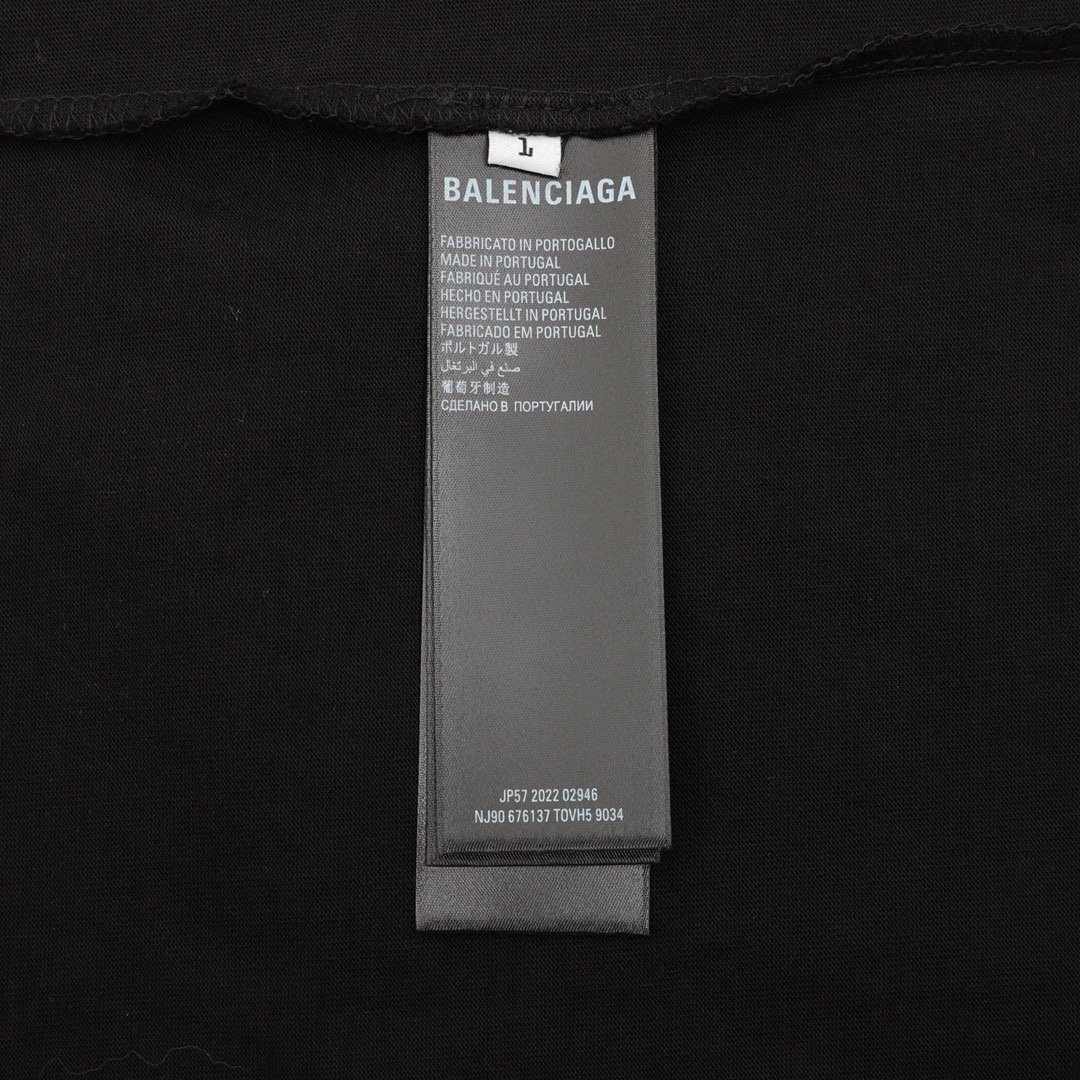 1
BALENCIAGA
FABBRICATO IN PORTOGALLO
MADE IN PORTUGAL
FABRIQUÉ AU PORTUGAL
HECHO EN PORTUGAL
HERGESTELLT IN PORTUGAL
FABRICADO EM PORTUGAL
ポルトガル製
صنع في البرتغال
葡萄牙制造
СДЕЛАНО В ПОРТУГАЛИИ
JP57 2022 02946
NJ90 676137 TOVH5 9034